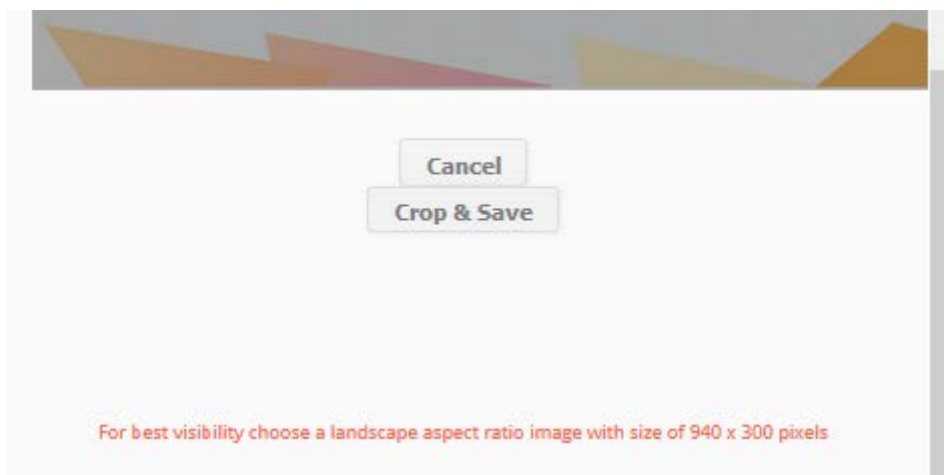 Cancel
Crop & Save
For best visibility choose a landscape aspect ratio image with size of 940 x 300 pixels